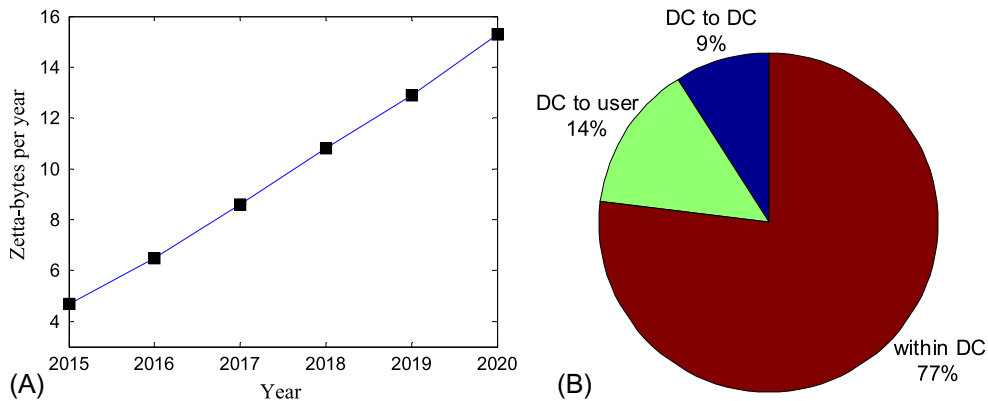 16
14
12
10
8
6
4
Zetta-bytes per year
2015 2016 2017 2018 2019 2020
Year
(A)
DC to DC
9%
DC to user
14%
within DC
77%
(B)